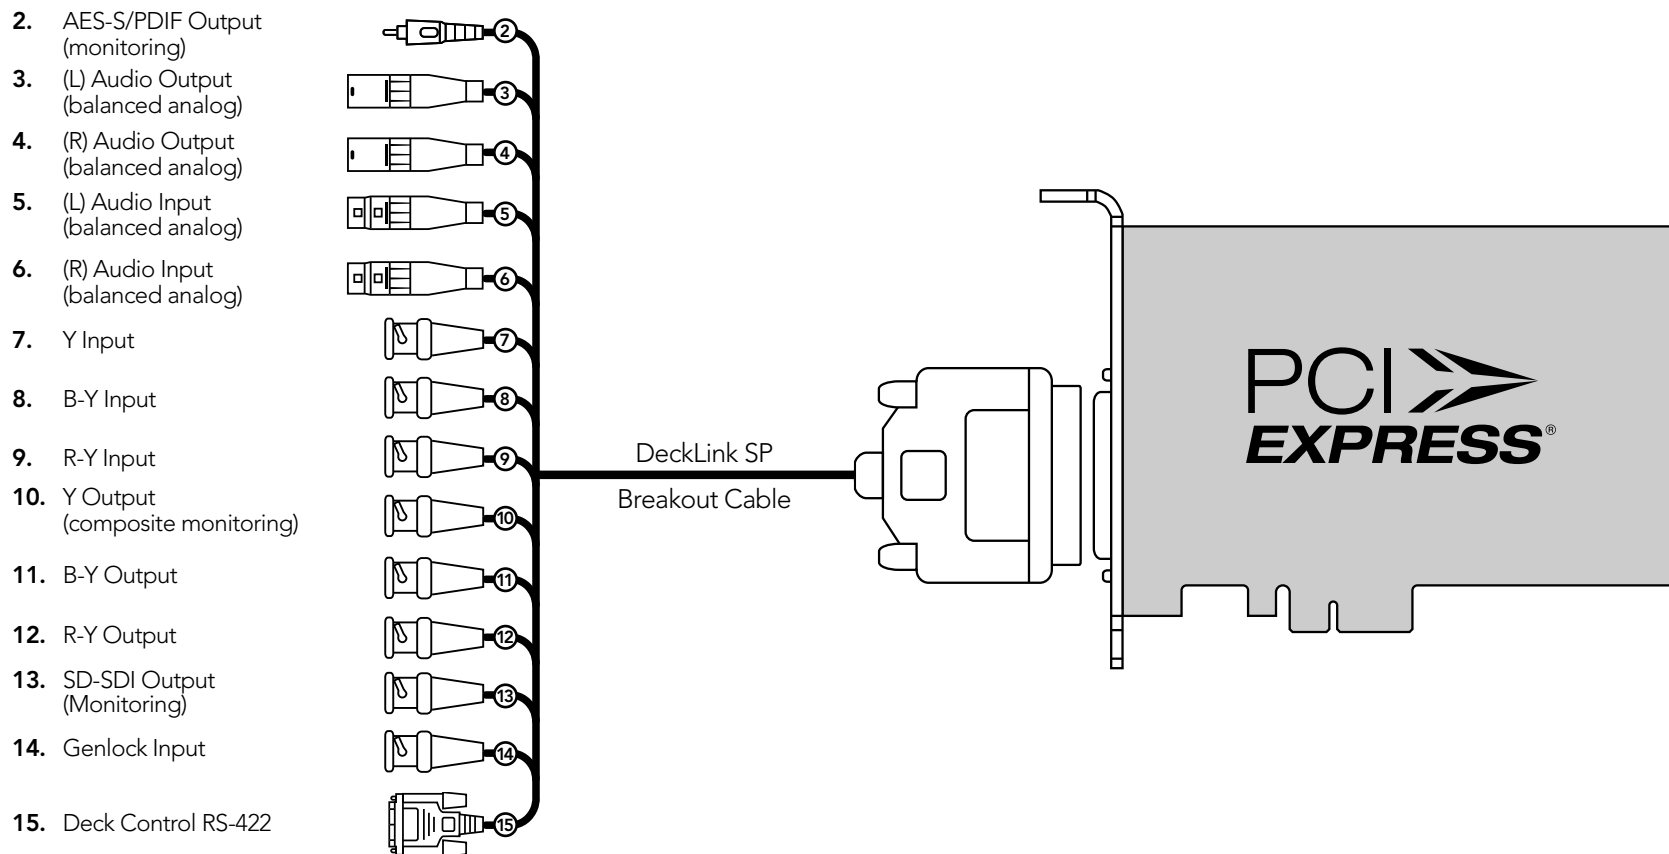 2. AES-S/PDIF Output
(monitoring)
3. (L) Audio Output
(balanced analog)
4. (R) Audio Output
(balanced analog)
5. (L) Audio Input
(balanced analog)
6. (R) Audio Input
(balanced analog)
7. Y Input
8. B-Y Input
9. R-Y Input
10. Y Output
(composite monitoring)
11. B-Y Output
12. R-Y Output
13. SD-SDI Output
(Monitoring)
14. Genlock Input
15. Deck Control RS-422
2
3
4
5
6
7
8
9
10
11
12
13
14
15
DeckLink SP
Breakout Cable
PCI
EXPRESS®